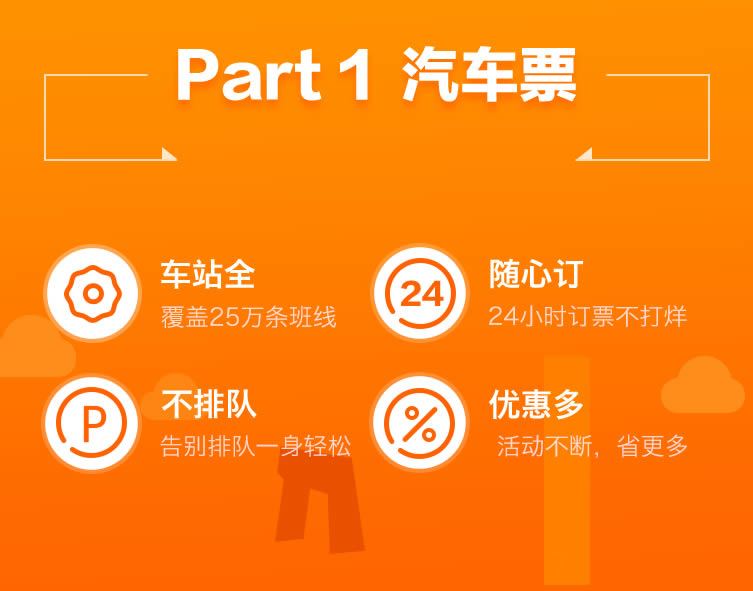 Part 1 汽车票
车站全
覆盖25万条班线
24
随心订
24小时订票不打烊
P
不排队
告别排队一身轻松
%
优惠多
活动不断，省更多